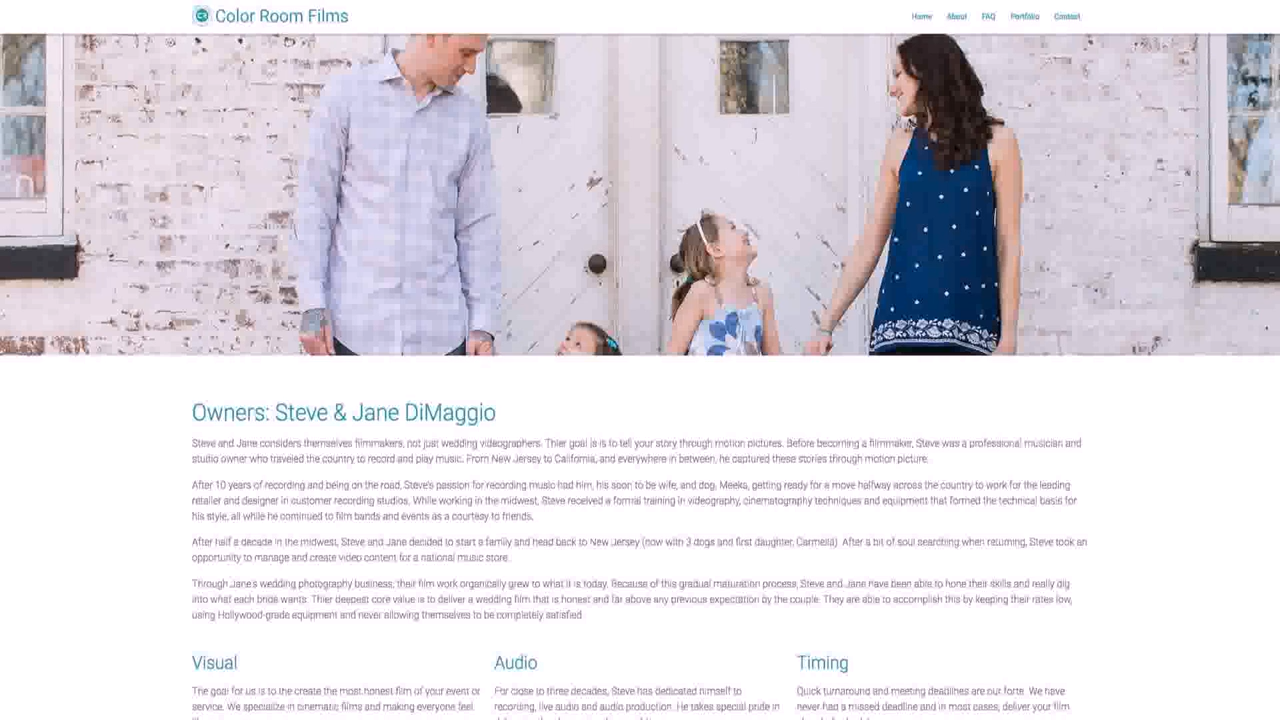 CR Color Room Films
Home About FAQ Portfolio Contact
Owners: Steve & Jane DiMaggio
Steve and Jane considers themselves filmmakers, not just wedding videographers. Thier goal is is to tell your story through motion pictures. Before becoming a filmmaker, Steve was a professional musician and
studio owner who traveled the country to record and play music. From New Jersey to California, and everywhere in between, he captured these stories through motion picture.
After 10 years of recording and being on the road, Steve's passion for recording music had him, his soon to be wife, and dog, Meeka, getting ready for a move halfway across the country to work for the leading
retailer and designer in customer recording studios. While working in the midwest, Steve received a formal training in videography, cinematography techniques and equipment that formed the technical basis for
his style, all while he continued to film bands and events as a courtesy to friends.
After half a decade in the midwest, Steve and Jane decided to start a family and head back to New Jersey (now with 3 dogs and first daughter, Carmella). After a bit of soul searching when returning, Steve took an
opportunity to manage and create video content for a national music store.
Through Jane's wedding photography business, their film work organically grew to what it is today. Because of this gradual maturation process, Steve and Jane have been able to hone their skills and really dig
into what each bride wants. Thier deepest core value is to deliver a wedding film that is honest and far above any previous expectation by the couple. They are able to accomplish this by keeping their rates low,
using Hollywood-grade equipment and never allowing themselves to be completely satisfied.
Visual Audio Timing
The goal for us is to the create the most honest film of your event or For close to three decades, Steve has dedicated himself to Quick turnaround and meeting deadlines are our forte. We have
service. We specialize in cinematic films and making everyone feel recording, live audio and audio production. He takes special pride in never had a missed deadline and in most cases, deliver your film